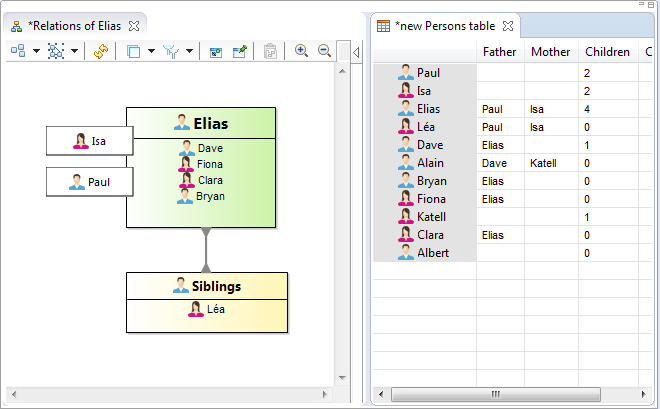 *Relations of Elias
Elias
Dave
Fiona
Clara
Bryan
Isa
Paul
Siblings
Léa
*new Persons table
Father Mother Children C
Paul 2
Isa 2
Elias Paul Isa 4
Léa Paul Isa 0
Dave Elias 1
Alain Dave Katell 0
Bryan Elias 0
Fiona Elias 0
Katell 1
Clara Elias 0
Albert 0